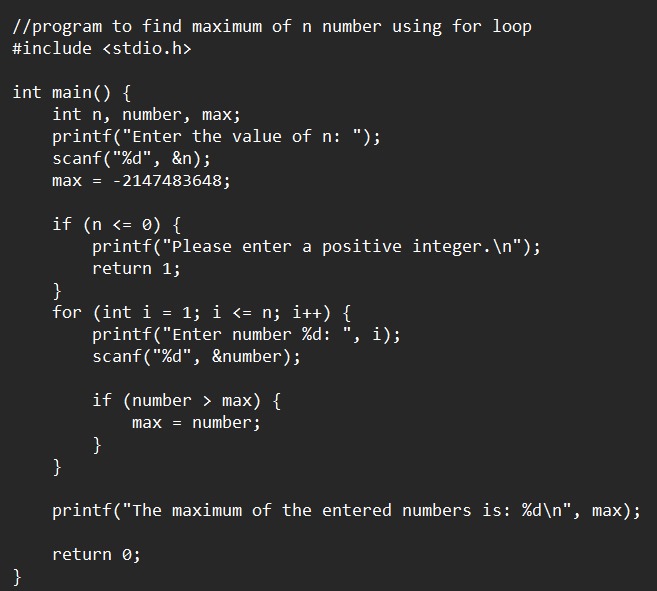 //program to find maximum of n number using for loop
#include <stdio.h>

int main() {
    int n, number, max;
    printf("Enter the value of n: ");
    scanf("%d", &n);
    max = -2147483648;

    if (n <= 0) {
        printf("Please enter a positive integer.\n");
        return 1;
    }
    for (int i = 1; i <= n; i++) {
        printf("Enter number %d: ", i);
        scanf("%d", &number);

        if (number > max) {
            max = number;
        }
    }

    printf("The maximum of the entered numbers is: %d\n", max);

    return 0;
}